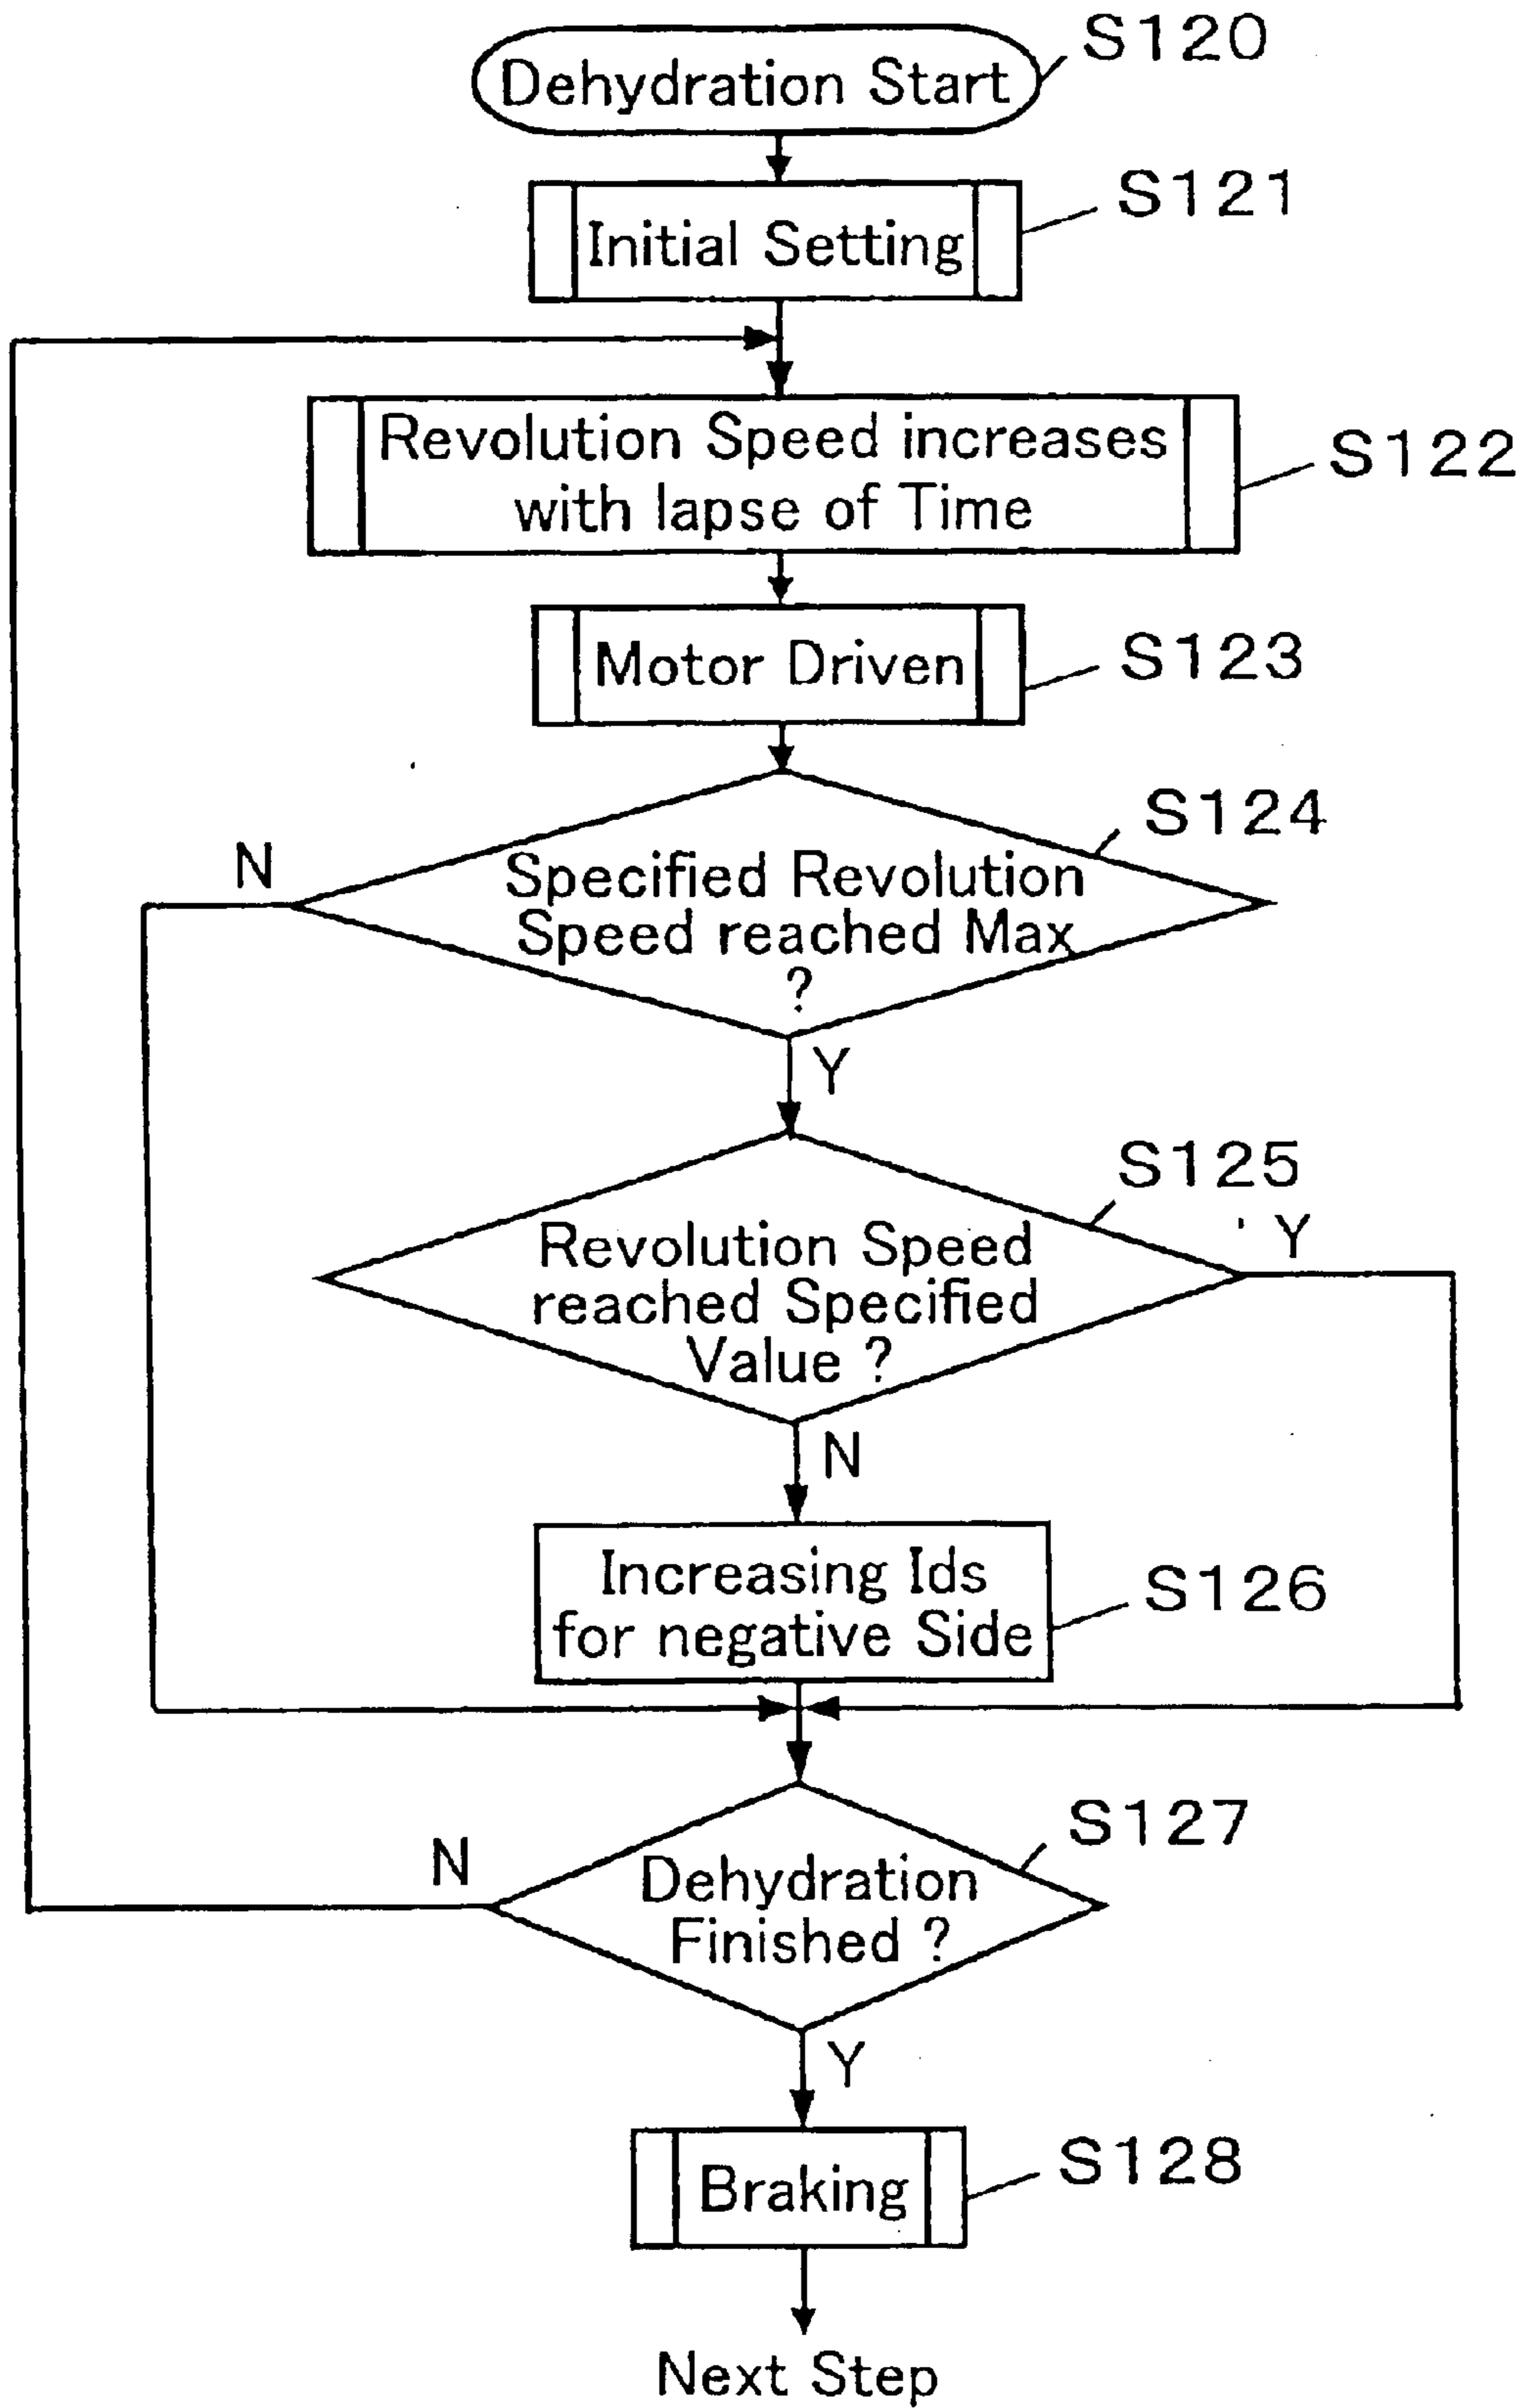 Dehydration Start
S120
Initial Setting
S121
Revolution Speed increases
with lapse of Time
S122
Motor Driven
S123
S124
N
Specified Revolution
Speed reached Max
?
Y
S125
Y
Revolution Speed
reached Specified
Value ?
N
Increasing Ids
for negative Side
S126
S127
N
Dehydration
Finished ?
Y
Braking
S128
Next Step